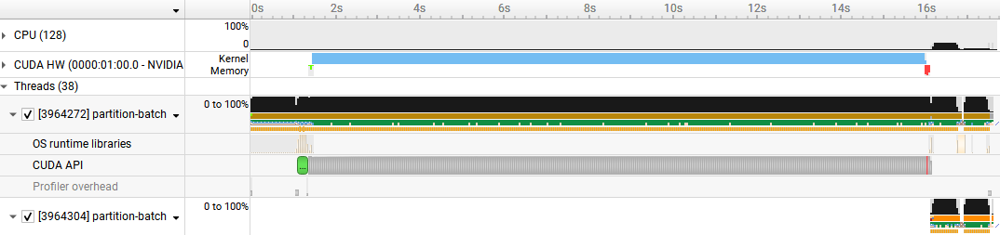 0s 2s 4s 6s 8s 10s 12s 14s 16s
CPU (128)
100%
0
CUDA HW (0000:01:00.0 - NVIDIA
Kernel
Memory
Threads (38)
[3964272] partition-batch
0 to 100%
OS runtime libraries
CUDA API
...
Profiler overhead
[3964304] partition-batch
0 to 100%